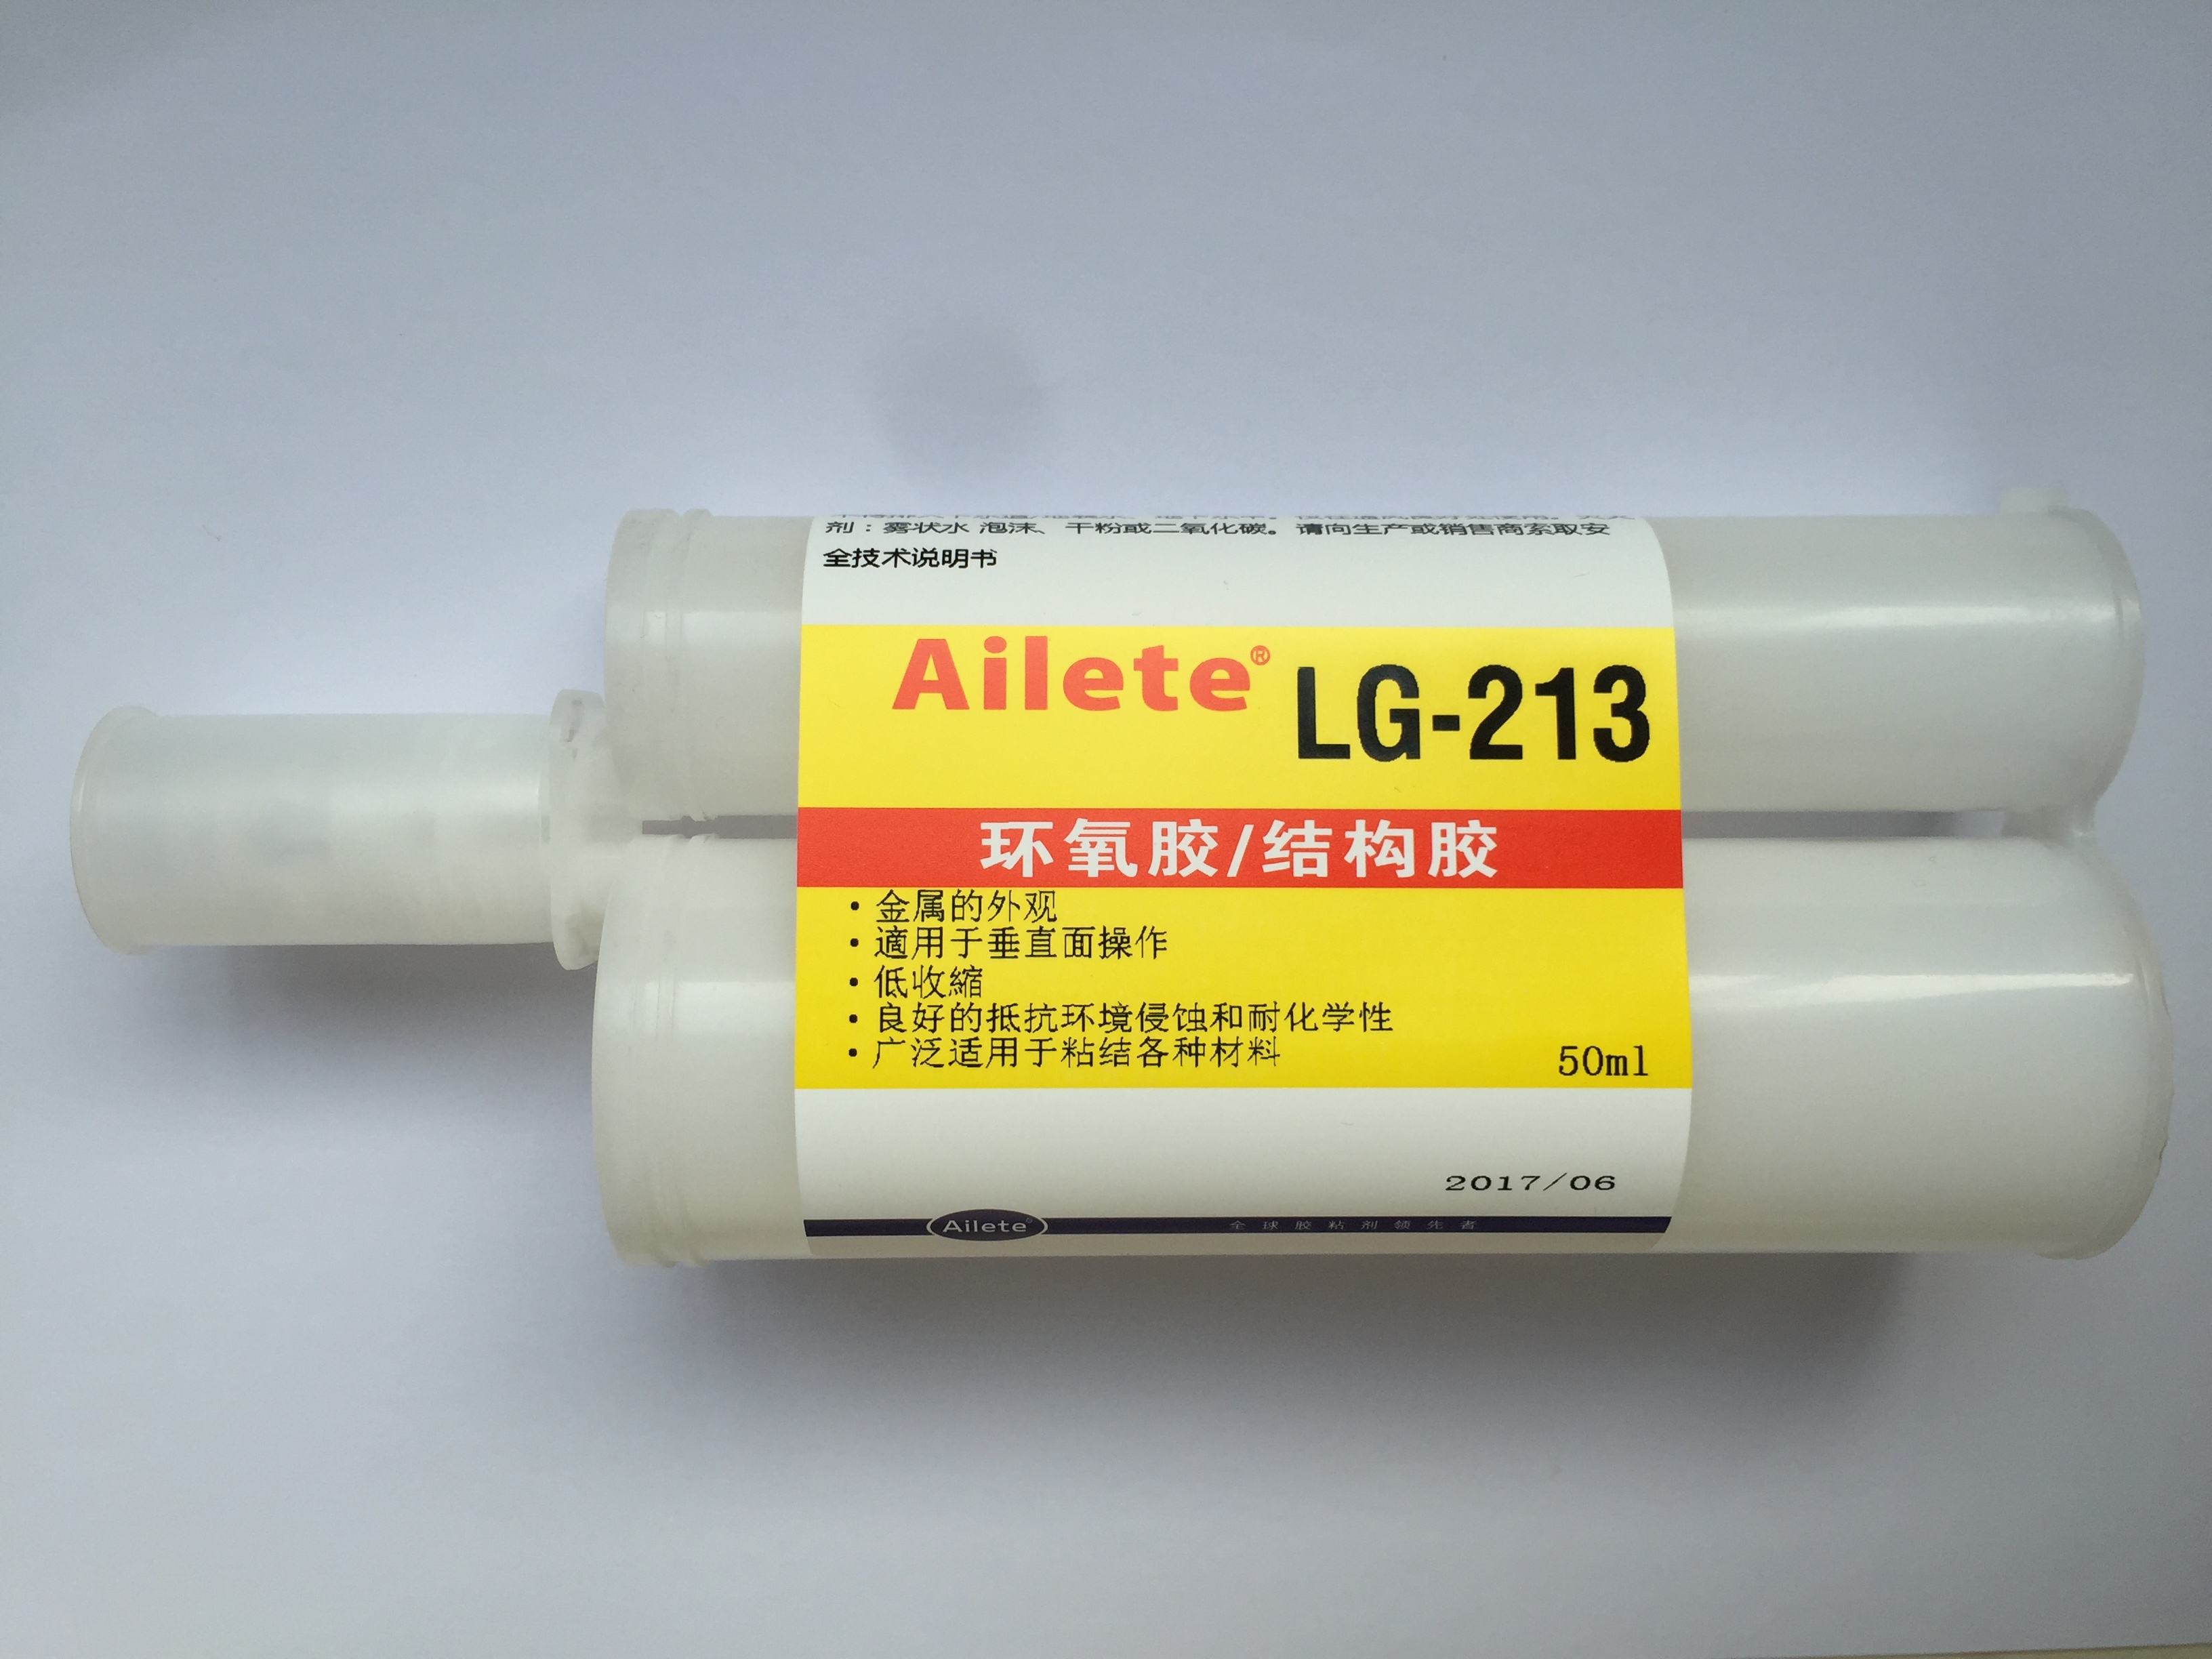 剂：雾状水 泡沫、 干粉或二氧化碳。 请向生产或销售商索取安
全技术说明书
Ailete® LG-213
环氧胶/结构胶
· 金属的外观
· 適用于垂直面操作
· 低收縮
· 良好的抵抗环境侵蚀和耐化学性
· 广泛适用于粘结各种材料
50ml
2017/06
Ailete® 全球胶粘剂领先者